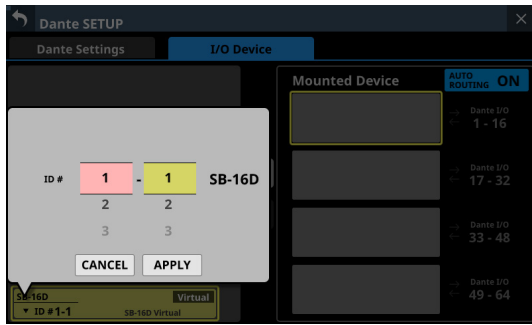 Dante SETUP
Dante Settings
I/O Device
Mounted Device
AUTO ROUTING ON
Dante I/O
1 - 16
Dante I/O
17 - 32
Dante I/O
33 - 48
Dante I/O
49 - 64
ID # 1 - 1 SB-16D
2 2
3 3
CANCEL APPLY
SB-16D Virtual
▼ ID #1-1 SB-16D Virtual